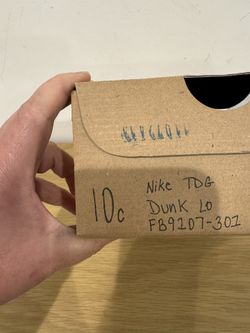 10c
Nike TDG
Dunk LO
FB9107-301